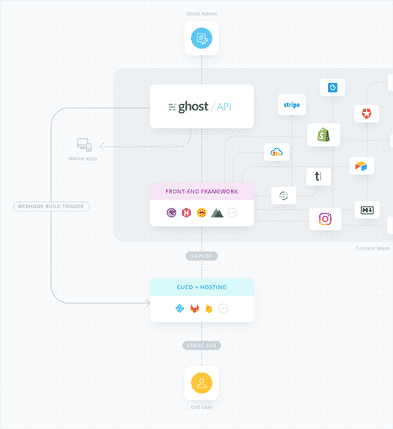 Ghost Admin
ghost / API
stripe
Native apps
t|
FRONT-END FRAMEWORK
M
WEBHOOK BUILD TRIGGER
Content Mesh
DEPLOY
CI/CD + HOSTING
STATIC SITE
End User